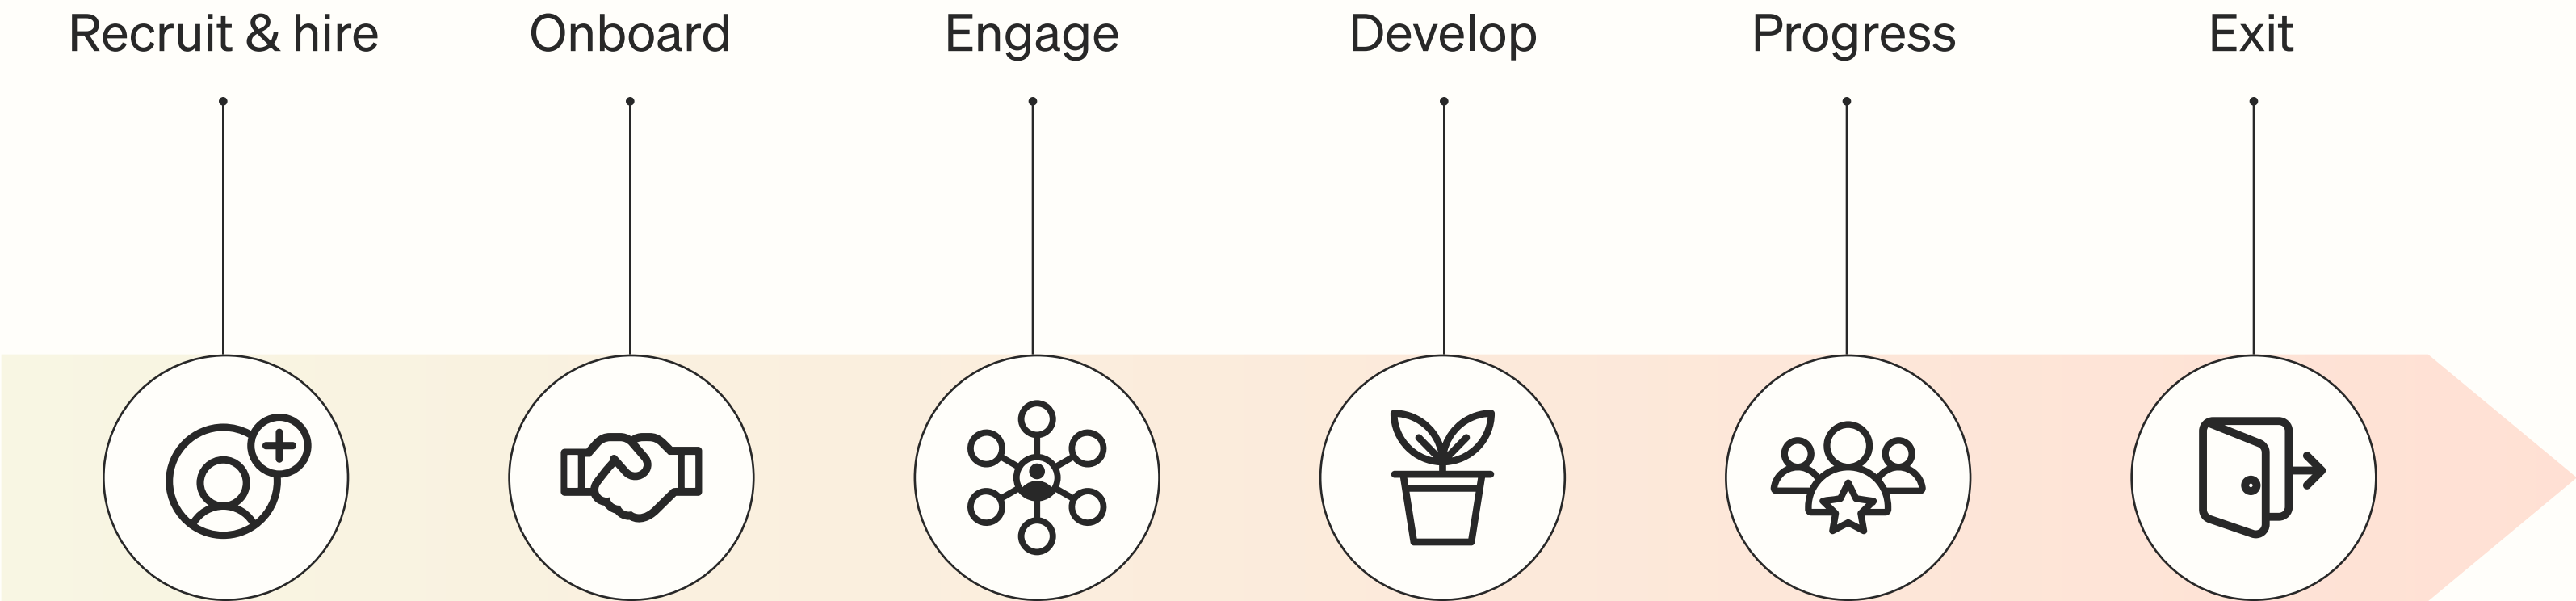 Recruit & hire
Onboard
Engage
Develop
Progress
Exit